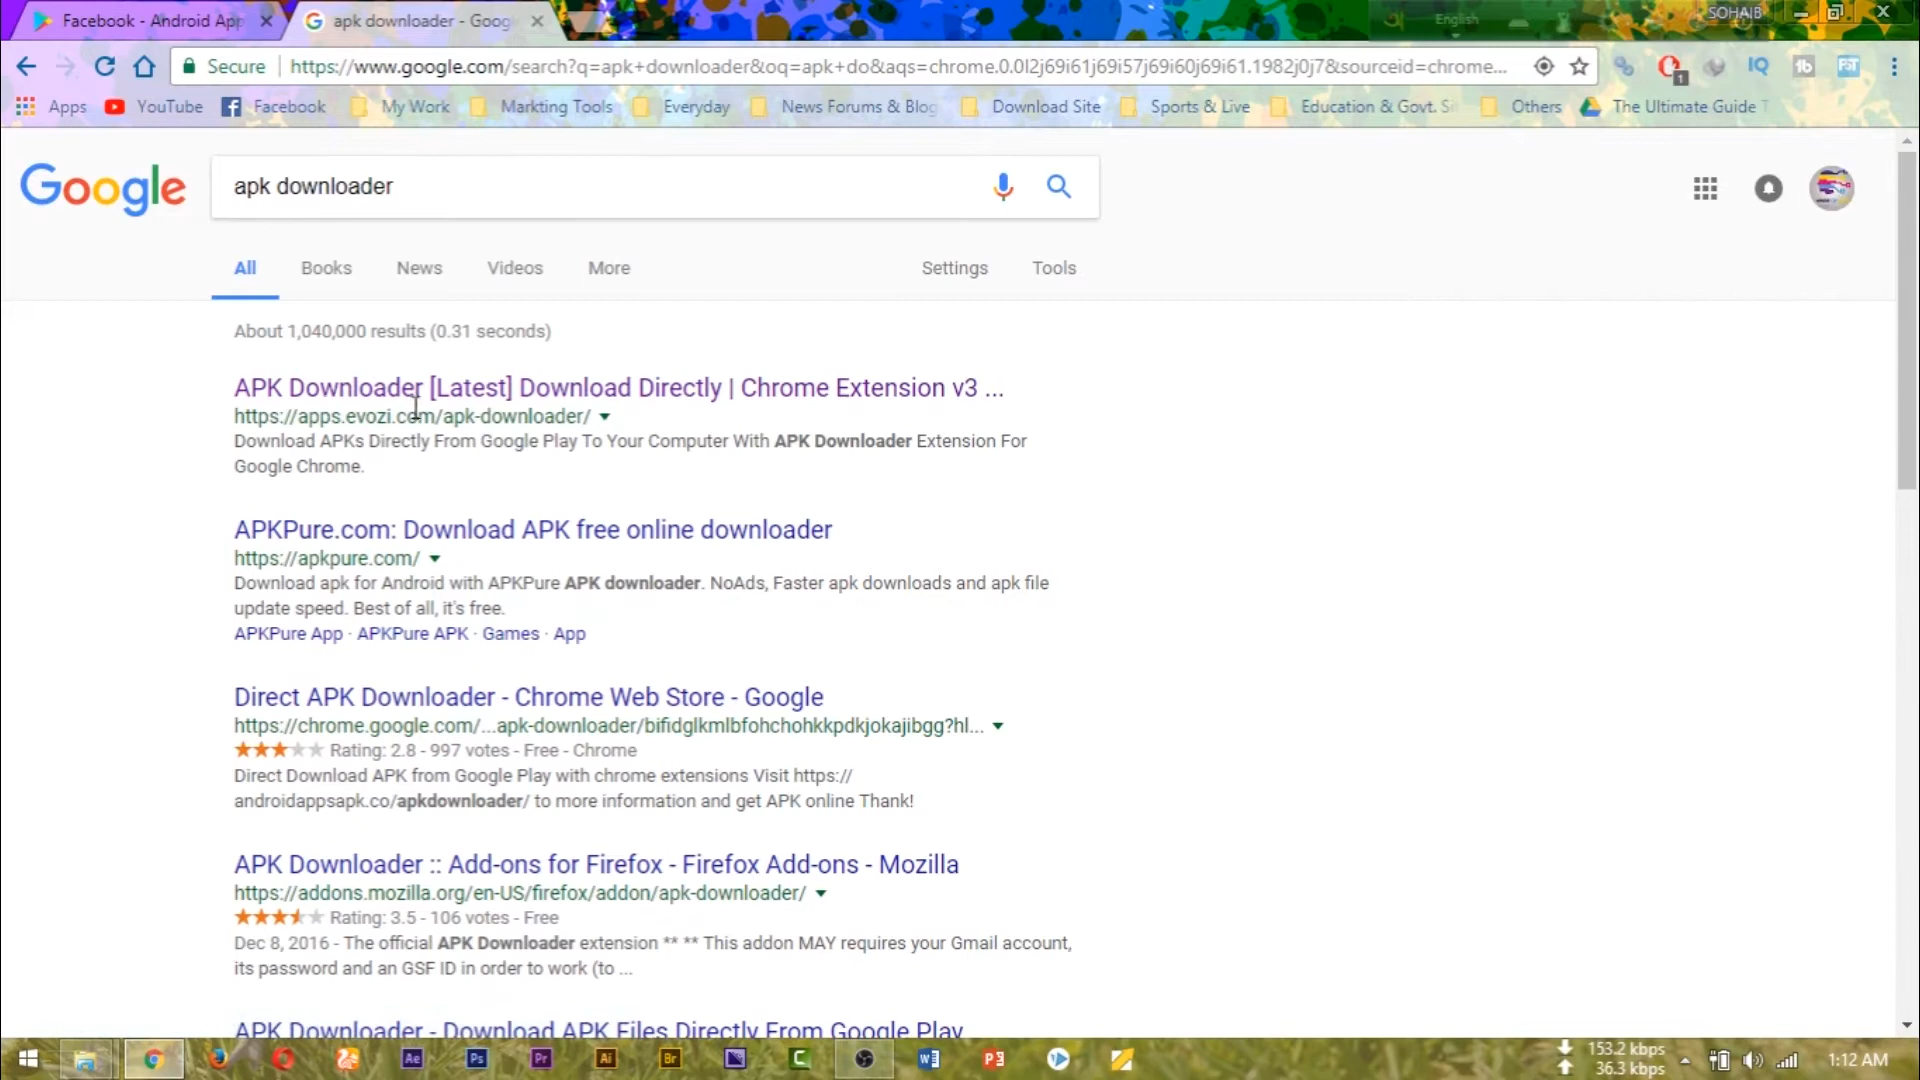 Facebook - Android App
apk downloader - Goog
English
SOHAIB
Secure
https://www.google.com/search?q=apk+downloader&oq=apk+do&aqs=chrome.0.0l2j69i61j69i57j69i60j69i61.1982j0j7&sourceid=chrome...
1
IQ
Apps YouTube Facebook My Work Markting Tools Everyday News Forums & Blog Download Site Sports & Live Education & Govt. Si Others The Ultimate Guide T
Google
apk downloader
All Books News Videos More Settings Tools
About 1,040,000 results (0.31 seconds)
APK Downloader [Latest] Download Directly | Chrome Extension v3 ...
https://apps.evozi.com/apk-downloader/
Download APKs Directly From Google Play To Your Computer With APK Downloader Extension For
Google Chrome.
APKPure.com: Download APK free online downloader
https://apkpure.com/
Download apk for Android with APKPure APK downloader. NoAds, Faster apk downloads and apk file
update speed. Best of all, it's free.
APKPure App · APKPure APK · Games · App
Direct APK Downloader - Chrome Web Store - Google
https://chrome.google.com/...apk-downloader/bifidglkmlbfohchohkkpdkjokajibgg?hl...
Rating: 2.8 - 997 votes - Free - Chrome
Direct Download APK from Google Play with chrome extensions Visit https://
androidappsapk.co/apkdownloader/ to more information and get APK online Thank!
APK Downloader :: Add-ons for Firefox - Firefox Add-ons - Mozilla
https://addons.mozilla.org/en-US/firefox/addon/apk-downloader/
Rating: 3.5 - 106 votes - Free
Dec 8, 2016 - The official APK Downloader extension ** ** This addon MAY requires your Gmail account,
its password and an GSF ID in order to work (to ...
APK Downloader - Download APK Files Directly From Google Play
Ae Ps Pr Ai Br
153.2 kbps
36.3 kbps
1:12 AM